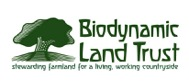 Biodynamic
Land Trust
stewarding farmland for a living, working countryside